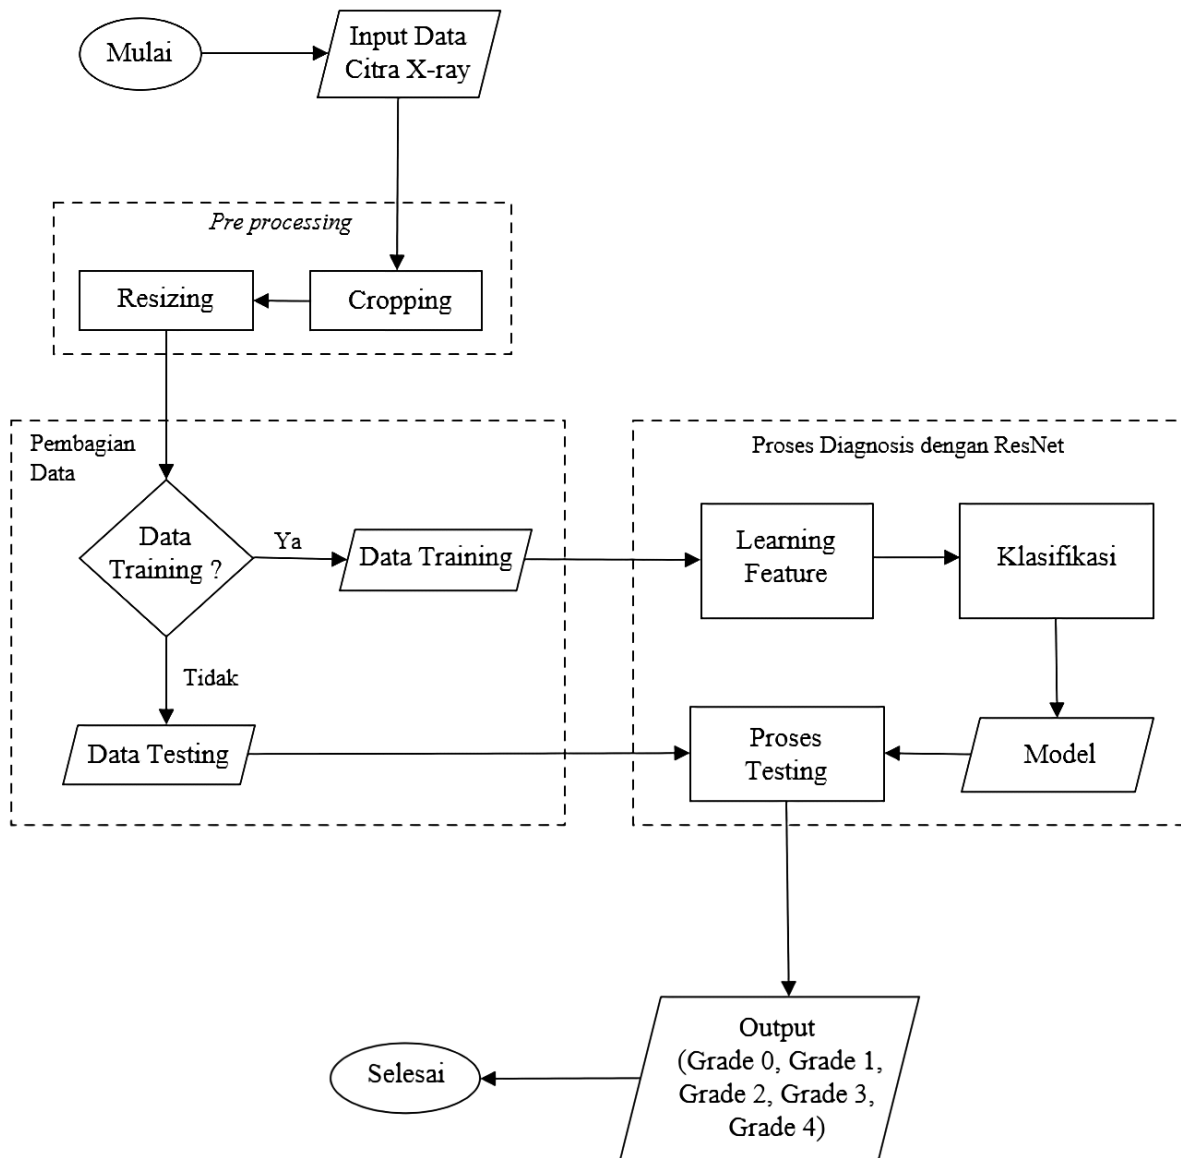 Mulai
Input Data
Citra X-ray
Pre processing
Resizing
Cropping
Pembagian
Data
Proses Diagnosis dengan ResNet
Data
Training ?
Ya
Data Training
Learning
Feature
Klasifikasi
Tidak
Data Testing
Proses
Testing
Model
Output
(Grade 0, Grade 1,
Grade 2, Grade 3,
Grade 4)
Selesai